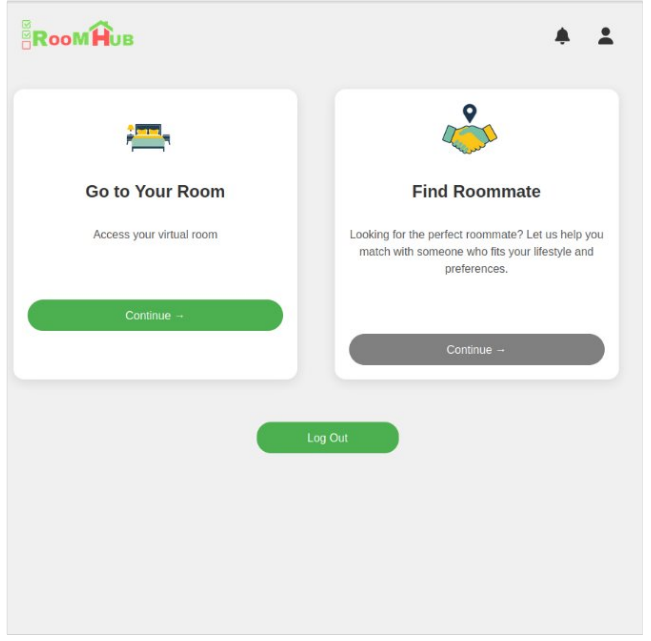 RooMHUB
Go to Your Room
Access your virtual room
Continue →
Find Roommate
Looking for the perfect roommate? Let us help you
match with someone who fits your lifestyle and
preferences.
Continue →
Log Out